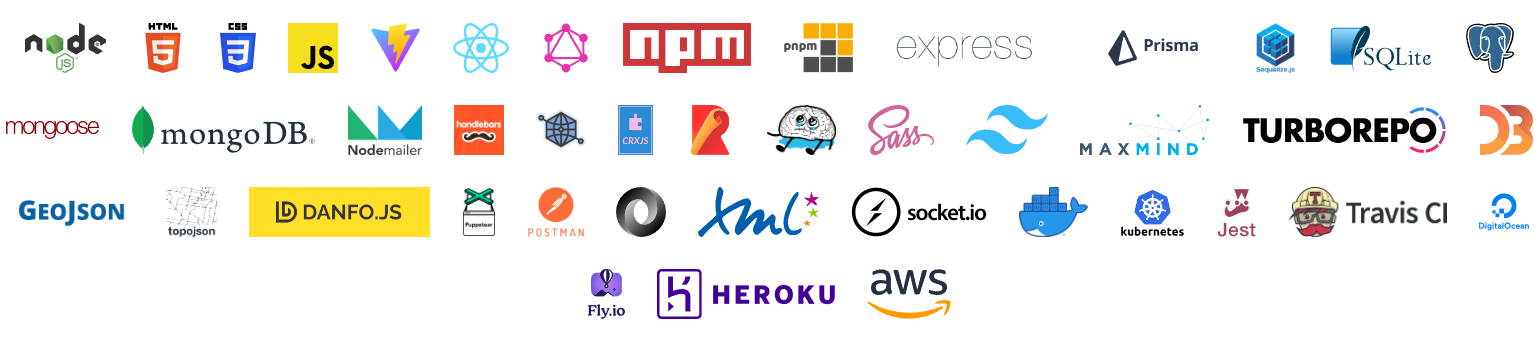 node JS
HTML 5
CSS 3
JS
npm
pnpm
express
Prisma
Sequelize.js
SQLite
mongoose
mongoDB®
Nodemailer
handlebars
CRXJS
Sass
MAXMIND
TURBOREPO
GEOJSON
topojson
DANFO.JS
Puppeteer
POSTMAN
xml
socket.io
kubernetes
Jest
T
Travis CI
DigitalOcean
Fly.io
HEROKU
aws